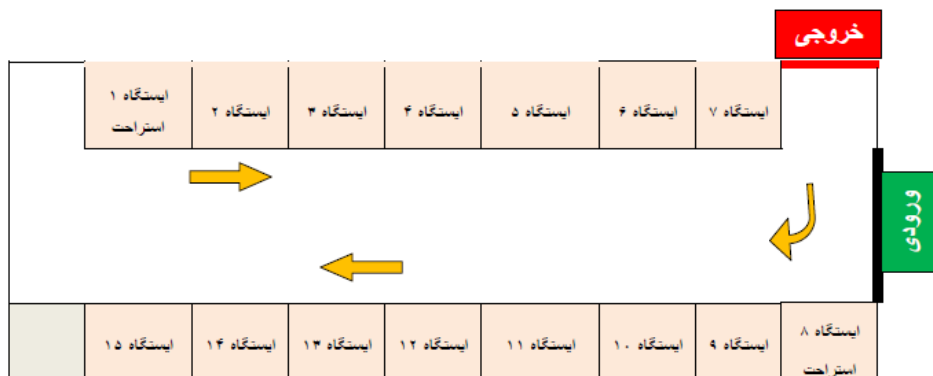 خروجی
ایستگاه ۱
استراحت
ایستگاه ۲
ایستگاه ۳
ایستگاه ۴
ایستگاه ۵
ایستگاه ۶
ایستگاه ۷
ورودی
ایستگاه ۸
استراحت
ایستگاه ۹
ایستگاه ۱۰
ایستگاه ۱۱
ایستگاه ۱۲
ایستگاه ۱۳
ایستگاه ۱۴
ایستگاه ۱۵